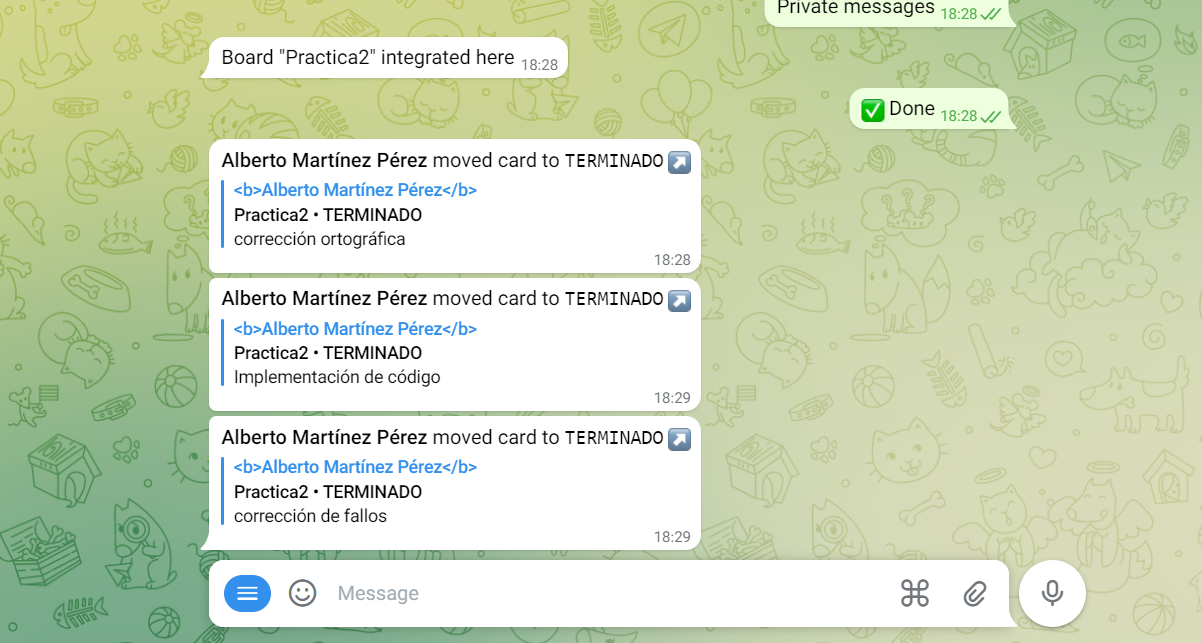 Private messages 18:28
Board "Practica2" integrated here 18:28
✅ Done 18:28
Alberto Martínez Pérez moved card to TERMINADO ↗️
<b>Alberto Martínez Pérez</b>
Practica2 • TERMINADO
corrección ortográfica
18:28
Alberto Martínez Pérez moved card to TERMINADO ↗️
<b>Alberto Martínez Pérez</b>
Practica2 • TERMINADO
Implementación de código
18:29
Alberto Martínez Pérez moved card to TERMINADO ↗️
<b>Alberto Martínez Pérez</b>
Practica2 • TERMINADO
corrección de fallos
18:29
Message